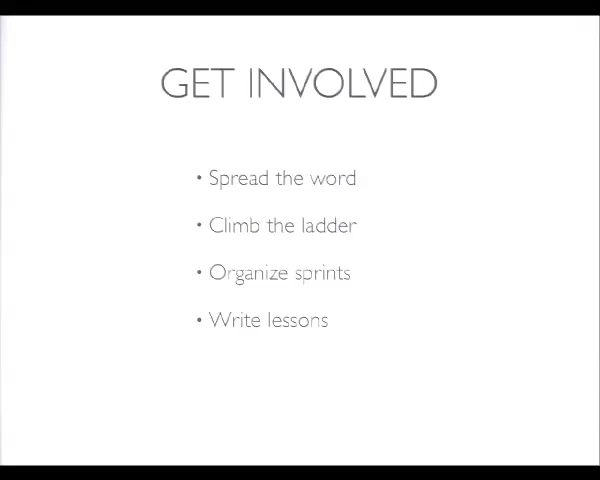 GET INVOLVED
• Spread the word
• Climb the ladder
• Organize sprints
• Write lessons